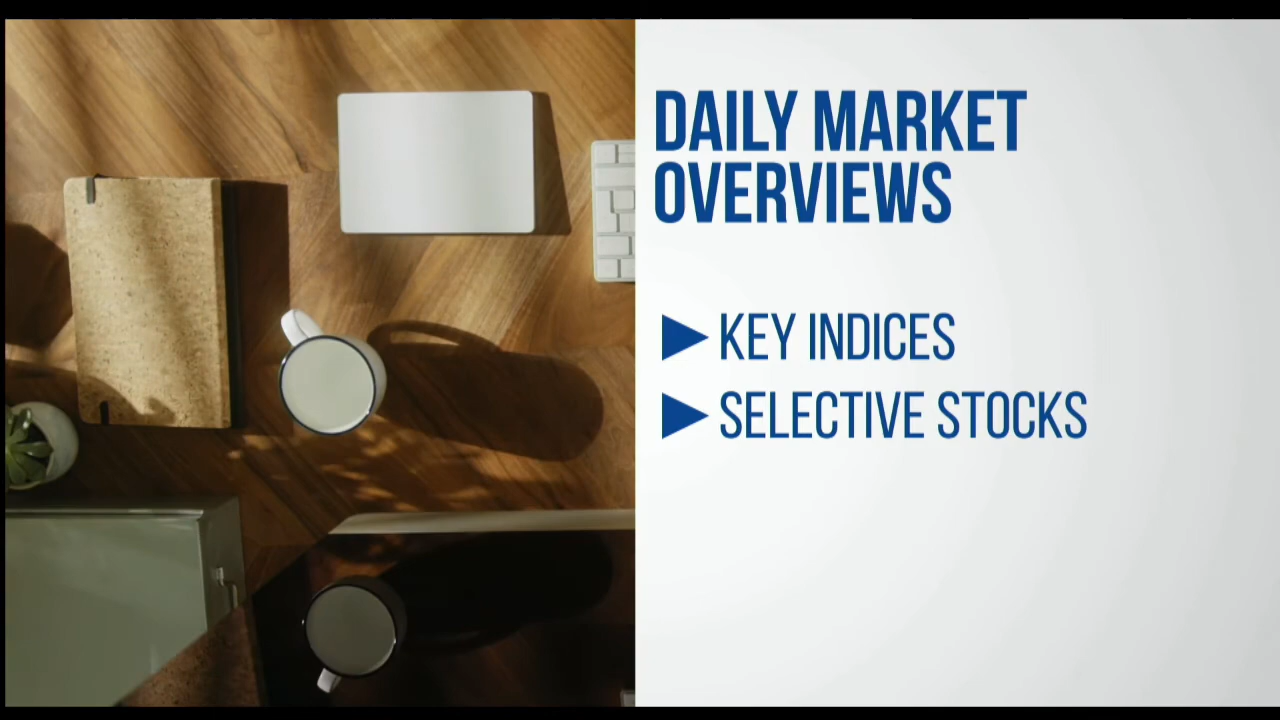 DAILY MARKET
OVERVIEWS
▶ KEY INDICES
▶ SELECTIVE STOCKS